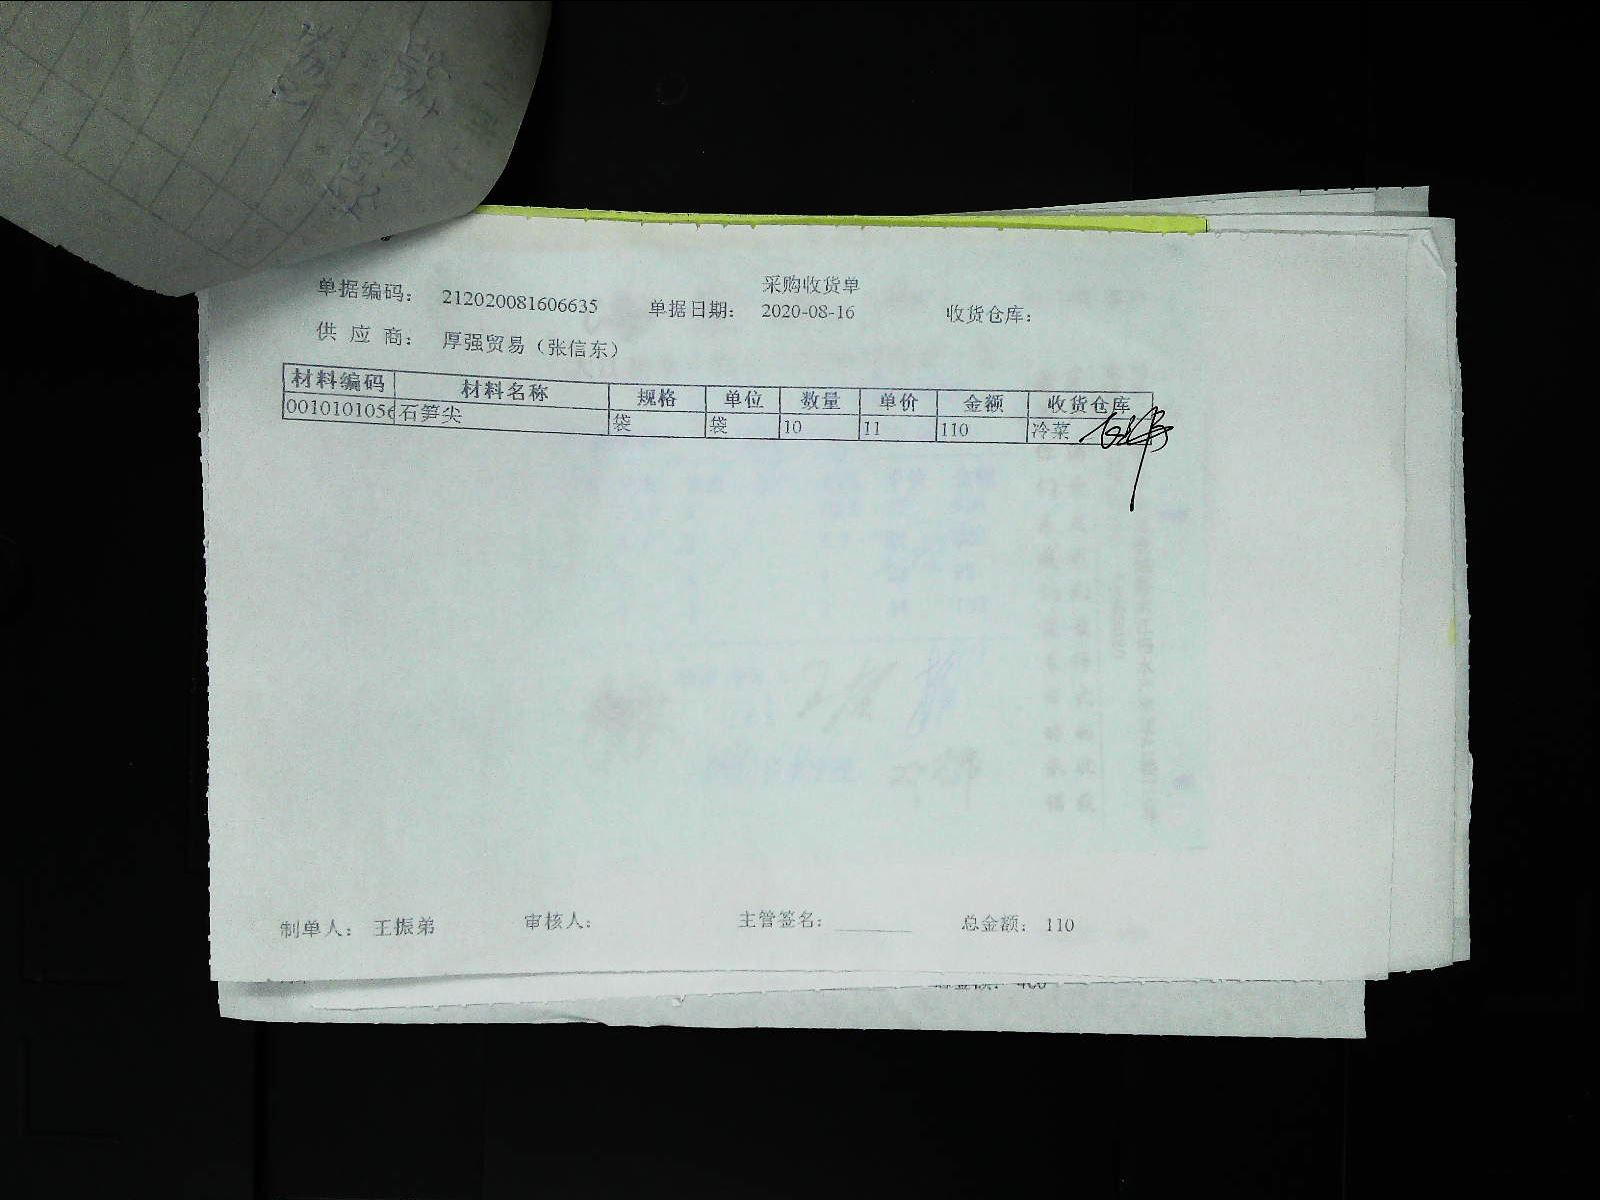 采购收货单
单据编码： 212020081606635 单据日期： 2020-08-16 收货仓库：
供 应 商： 厚强贸易（张信东）
材料编码 材料名称 规格 单位 数量 单价 金额 收货仓库
0010101056 石笋尖 袋 袋 10 11 110 冷菜
制单人： 王振弟 审核人： 主管签名： 总金额： 110